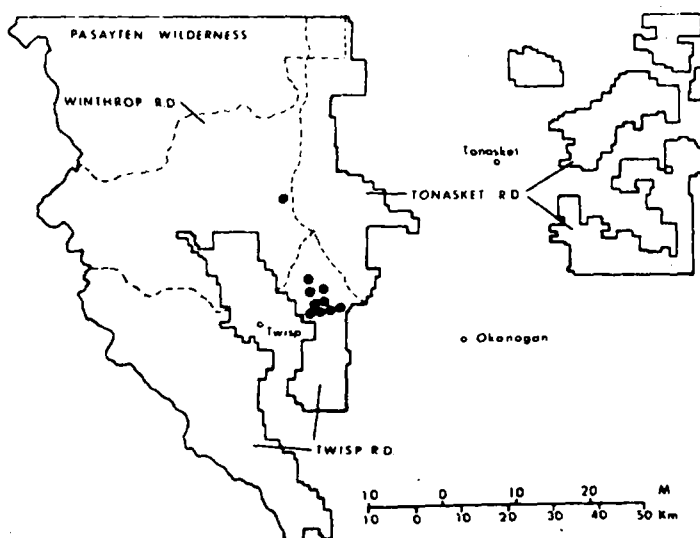 PASAYTEN WILDERNESS
WINTHROP R.D
Tonasket
TONASKET R.D
Twisp
Okanogan
TWISP R.D.
10 0 10 20 M
10 0 10 20 30 40 50 Km